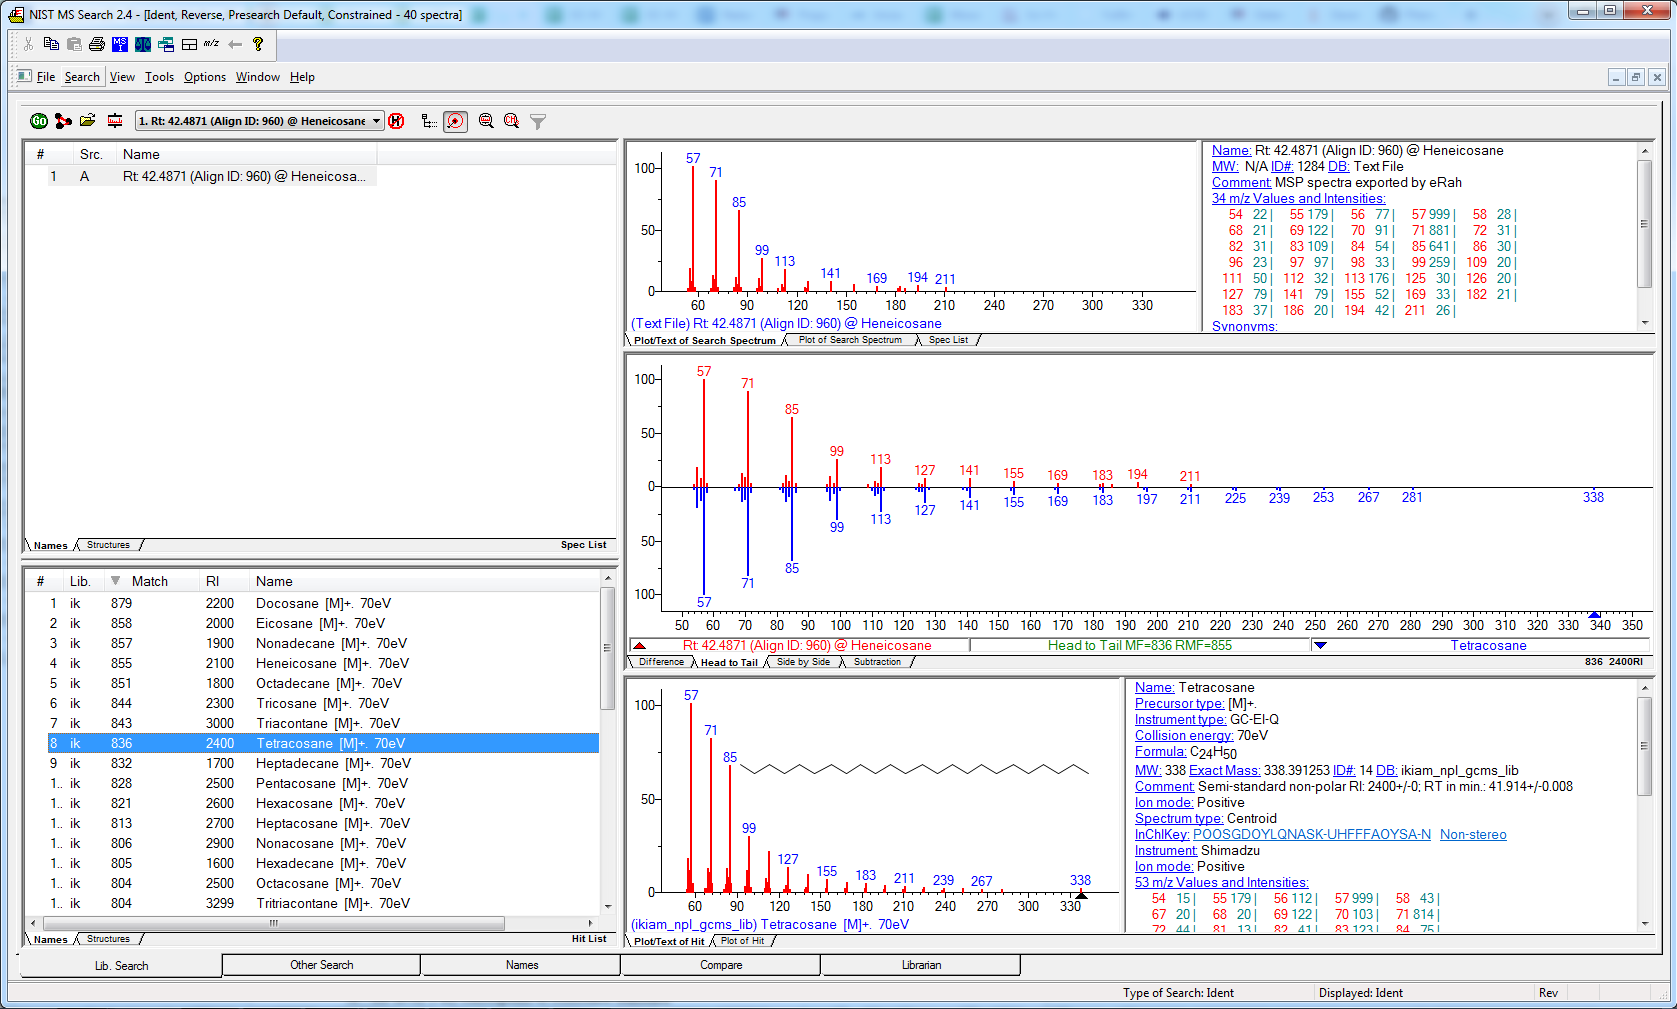 NIST MS Search 2.4 - [Ident, Reverse, Presearch Default, Constrained - 40 spectra]
MS
I
m/z
?
File Search View Tools Options Window Help
GO 1. Rt: 42.4871 (Align ID: 960) @ Heneicosane
# Src. Name
1 A Rt: 42.4871 (Align ID: 960) @ Heneicosa...
Names Structures Spec List
# Lib. Match RI Name
1 ik 879 2200 Docosane [M]+. 70eV
2 ik 858 2000 Eicosane [M]+. 70eV
3 ik 857 1900 Nonadecane [M]+. 70eV
4 ik 855 2100 Heneicosane [M]+. 70eV
5 ik 851 1800 Octadecane [M]+. 70eV
6 ik 844 2300 Tricosane [M]+. 70eV
7 ik 843 3000 Triacontane [M]+. 70eV
8 ik 836 2400 Tetracosane [M]+. 70eV
9 ik 832 1700 Heptadecane [M]+. 70eV
1.. ik 828 2500 Pentacosane [M]+. 70eV
1.. ik 821 2600 Hexacosane [M]+. 70eV
1.. ik 813 2700 Heptacosane [M]+. 70eV
1.. ik 806 2900 Nonacosane [M]+. 70eV
1.. ik 805 1600 Hexadecane [M]+. 70eV
1.. ik 804 2500 Octacosane [M]+. 70eV
1.. ik 804 3299 Tritriacontane [M]+. 70eV
Names Structures Hit List
57
100 71
85
50
99
113
141 169 194 211
0
60 90 120 150 180 210 240 270 300 330
(Text File) Rt: 42.4871 (Align ID: 960) @ Heneicosane
Plot/Text of Search Spectrum Plot of Search Spectrum Spec List
Name: Rt: 42.4871 (Align ID: 960) @ Heneicosane
MW: N/A ID#: 1284 DB: Text File
Comment: MSP spectra exported by eRah
34 m/z Values and Intensities:
54 22 | 55 179 | 56 77 | 57 999 | 58 28 |
68 21 | 69 122 | 70 91 | 71 881 | 72 31 |
82 31 | 83 109 | 84 54 | 85 641 | 86 30 |
96 23 | 97 97 | 98 33 | 99 259 | 109 20 |
111 50 | 112 32 | 113 176 | 125 30 | 126 20 |
127 79 | 141 79 | 155 52 | 169 33 | 182 21 |
183 37 | 186 20 | 194 42 | 211 26 |
Synonyms:
57
100 71
85
50
99
113
127 141 155 169 183 194 211
0
99 113 127 141 155 169 183 197 211 225 239 253 267 281 338
50
85
71
100 57
50 60 70 80 90 100 110 120 130 140 150 160 170 180 190 200 210 220 230 240 250 260 270 280 290 300 310 320 330 340 350
Rt: 42.4871 (Align ID: 960) @ Heneicosane Head to Tail MF=836 RMF=855 Tetracosane
Difference Head to Tail Side by Side Subtraction 836 2400RI
57
100
71
85
50
99
127
155 183 211 239 267 338
0
60 90 120 150 180 210 240 270 300 330
(ikiam_npl_gcms_lib) Tetracosane [M]+. 70eV
Plot/Text of Hit Plot of Hit
Name: Tetracosane
Precursor type: [M]+.
Instrument type: GC-EI-Q
Collision energy: 70eV
Formula: C24H50
MW: 338 Exact Mass: 338.391253 ID#: 14 DB: ikiam_npl_gcms_lib
Comment: Semi-standard non-polar RI: 2400+/-0; RT in min.: 41.914+/-0.008
Ion mode: Positive
Spectrum type: Centroid
InChIKey: POOSGDOYLQNASK-UHFFFAOYSA-N Non-stereo
Instrument: Shimadzu
Ion mode: Positive
53 m/z Values and Intensities:
54 15 | 55 179 | 56 112 | 57 999 | 58 43 |
67 20 | 68 20 | 69 122 | 70 103 | 71 814 |
72 44 | 81 13 | 82 41 | 83 123 | 84 75 |
Lib. Search Other Search Names Compare Librarian
Type of Search: Ident Displayed: Ident Rev